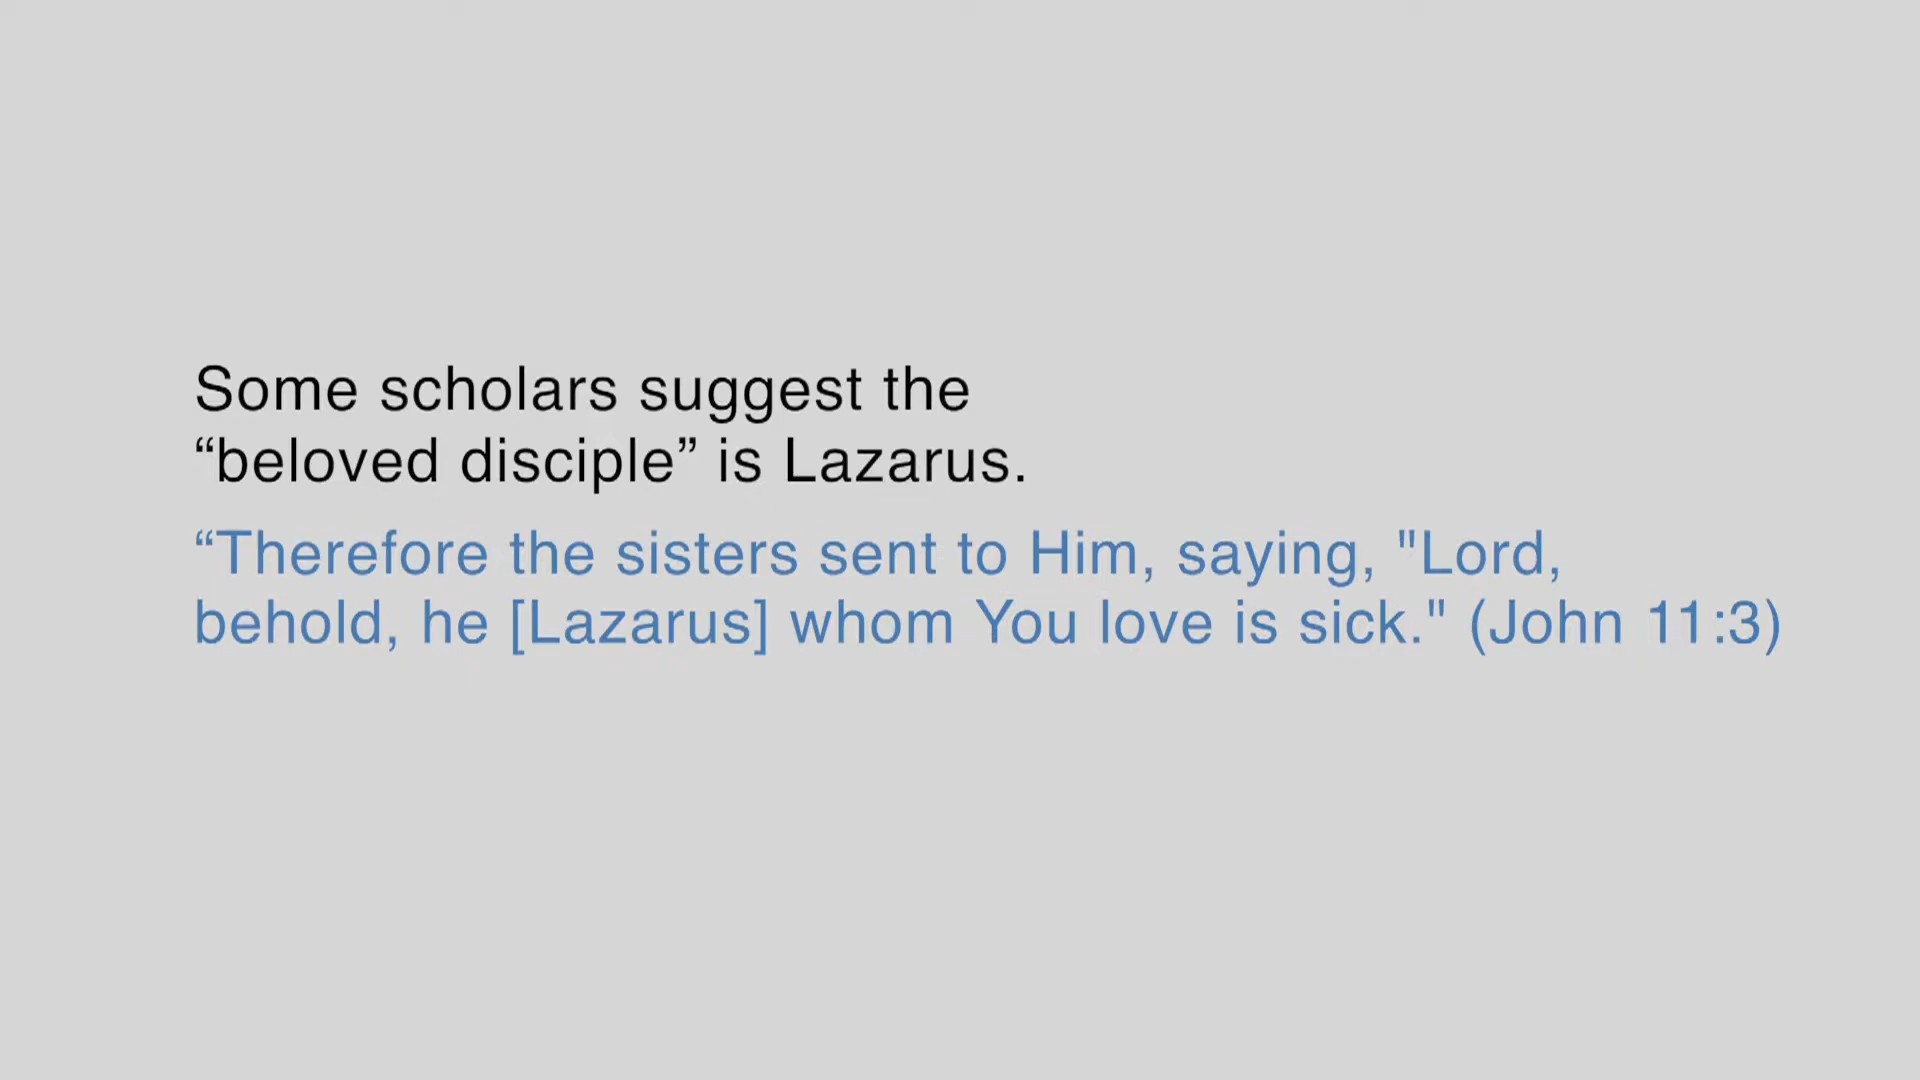 Some scholars suggest the
“beloved disciple” is Lazarus.
“Therefore the sisters sent to Him, saying, "Lord,
behold, he [Lazarus] whom You love is sick." (John 11:3)